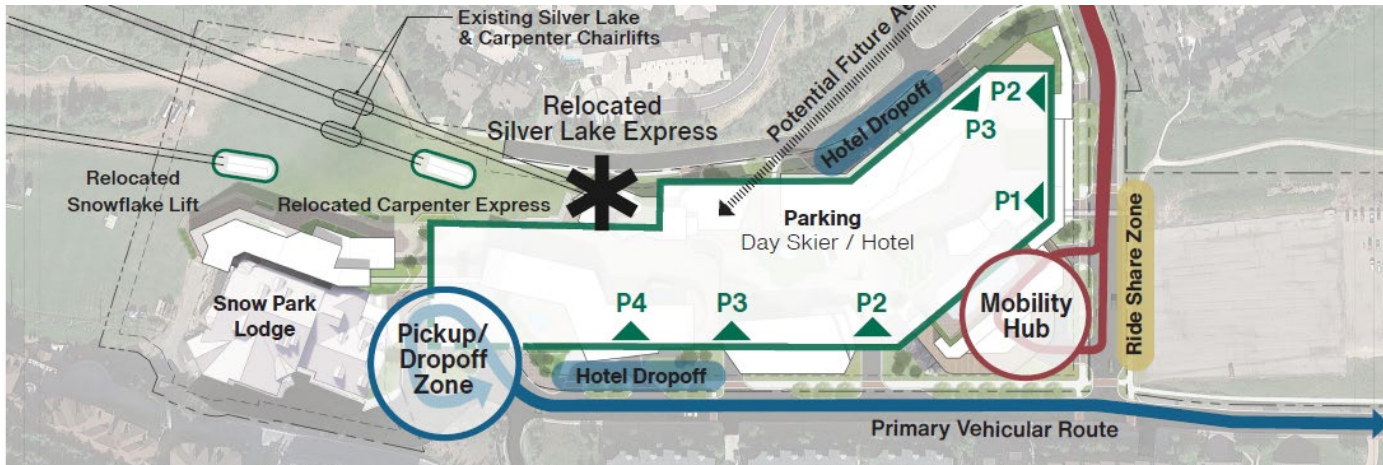 Existing Silver Lake
& Carpenter Chairlifts
Relocated
Silver Lake Express
Potential Future
Hotel Dropoff
P2
P3
Relocated
Snowflake Lift
Relocated Carpenter Express
P1
Parking
Day Skier / Hotel
Ride Share Zone
Snow Park
Lodge
Pickup/
Dropoff
Zone
P4
P3
P2
Mobility
Hub
Hotel Dropoff
Primary Vehicular Route